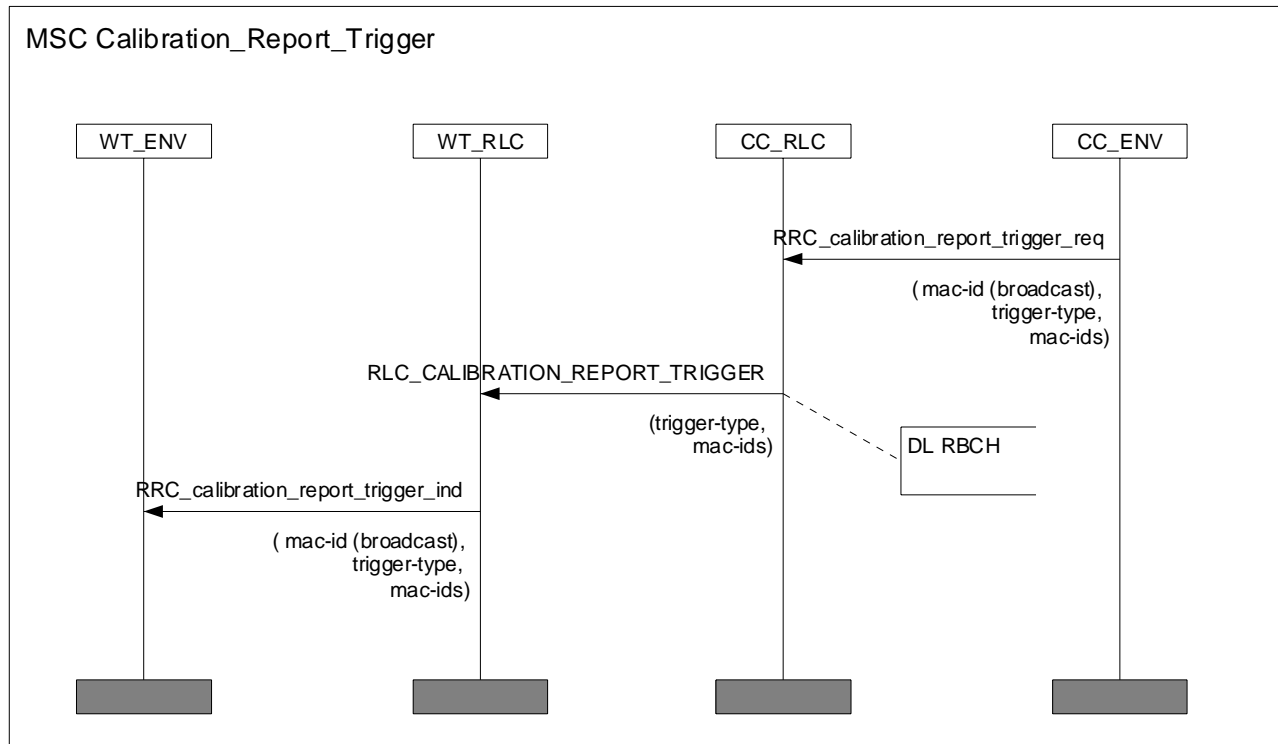 MSC Calibration_Report_Trigger
WT_ENV
WT_RLC
CC_RLC
CC_ENV
RRC_calibration_report_trigger_req
( mac-id (broadcast),
trigger-type,
mac-ids)
RLC_CALIBRATION_REPORT_TRIGGER
(trigger-type,
mac-ids)
DL RBCH
RRC_calibration_report_trigger_ind
( mac-id (broadcast),
trigger-type,
mac-ids)